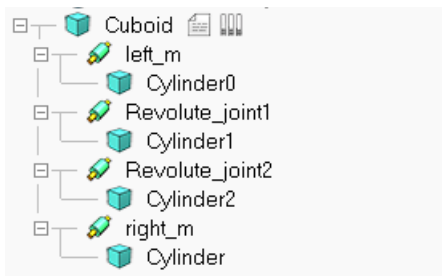 Cuboid
left_m
Cylinder0
Revolute_joint1
Cylinder1
Revolute_joint2
Cylinder2
right_m
Cylinder